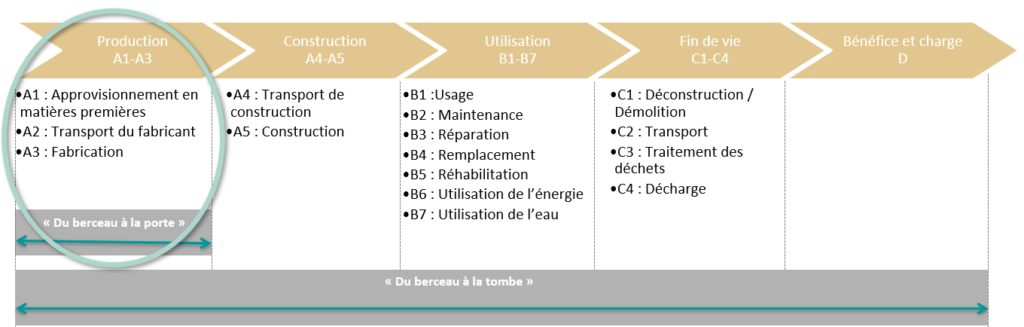 Production
A1-A3
Construction
A4-A5
Utilisation
B1-B7
Fin de vie
C1-C4
Bénéfice et charge
D
•A1 : Approvisionnement en
matières premières
•A2 : Transport du fabricant
•A3 : Fabrication
•A4 : Transport de
construction
•A5 : Construction
•B1 :Usage
•B2 : Maintenance
•B3 : Réparation
•B4 : Remplacement
•B5 : Réhabilitation
•B6 : Utilisation de l’énergie
•B7 : Utilisation de l’eau
•C1 : Déconstruction /
Démolition
•C2 : Transport
•C3 : Traitement des
déchets
•C4 : Décharge
« Du berceau à la porte »
« Du berceau à la tombe »